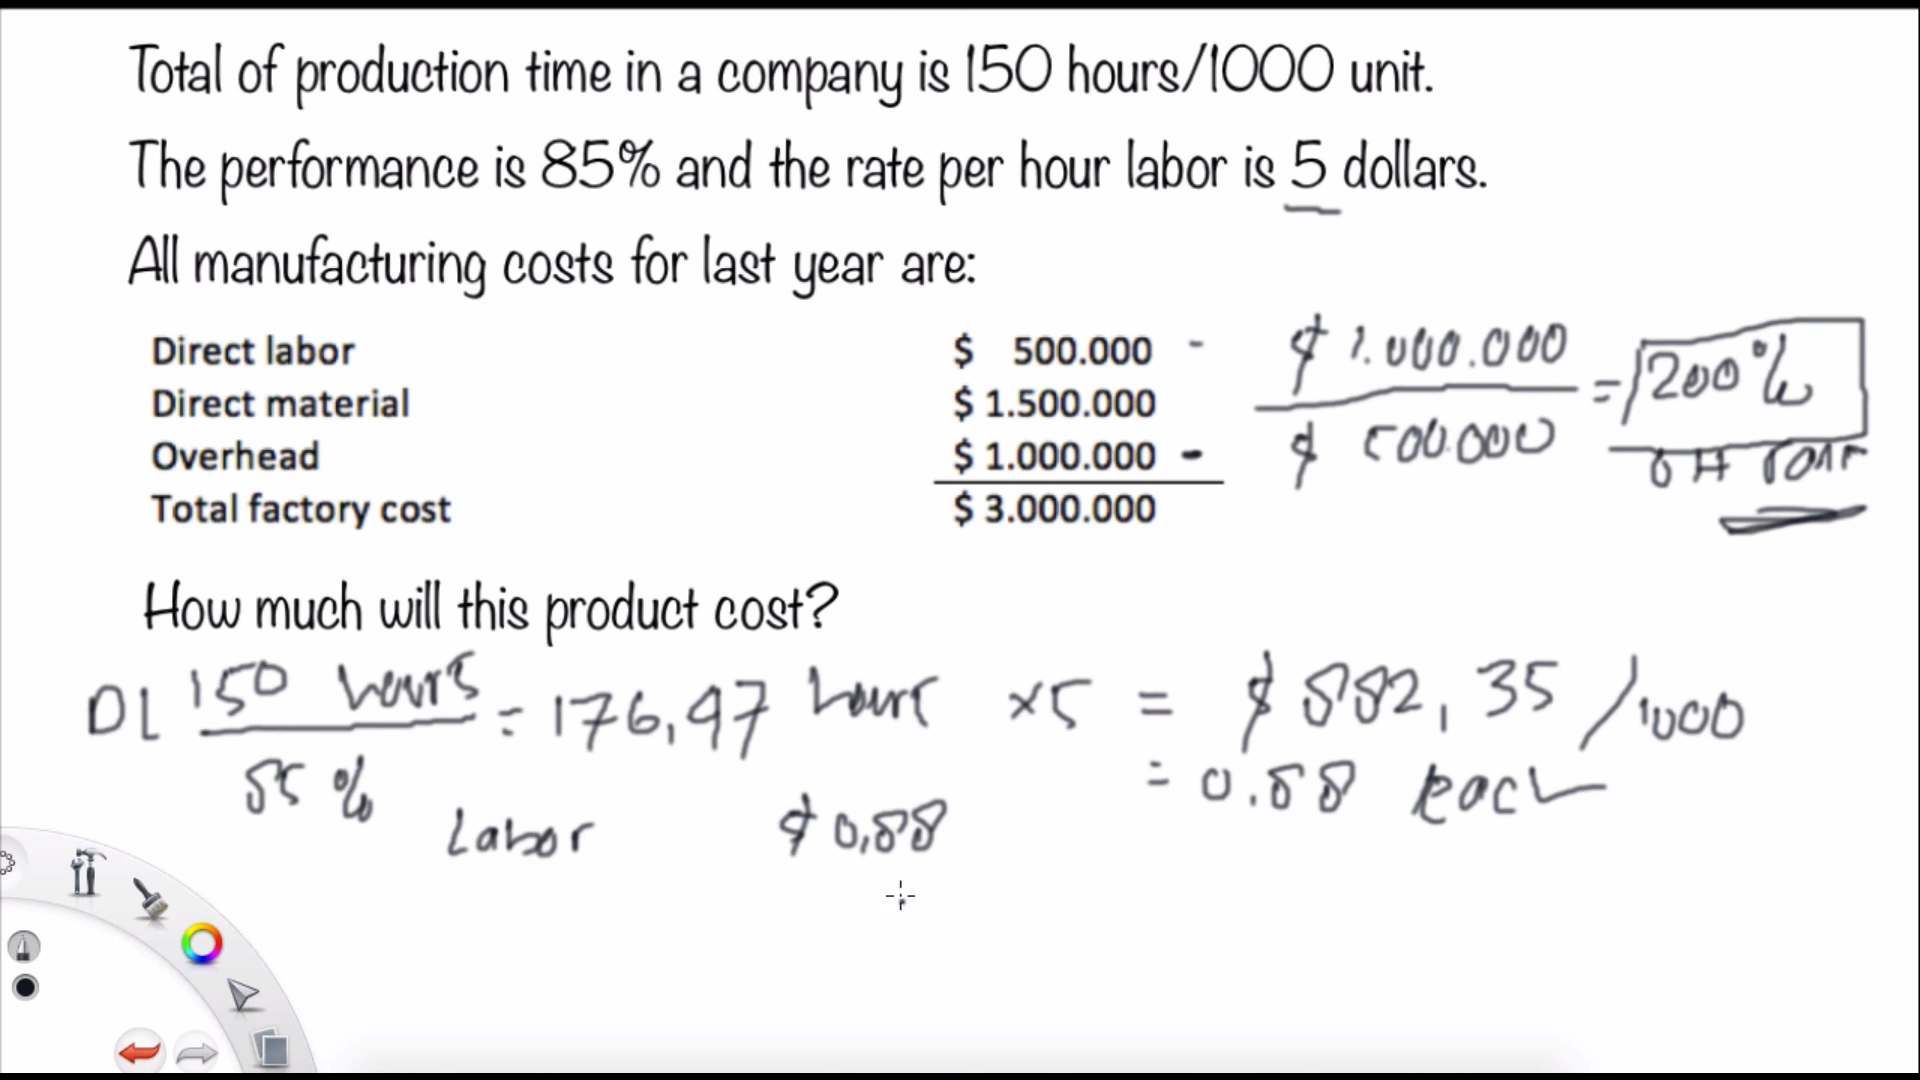 Total of production time in a company is 150 hours/1000 unit.
The performance is 85% and the rate per hour labor is 5 dollars.
All manufacturing costs for last year are:
Direct labor $ 500.000 -
Direct material $ 1.500.000
Overhead $ 1.000.000 -
Total factory cost $ 3.000.000
$ 1.000.000
$ 500.000
= 200%
OH rate
How much will this product cost?
DL 150 hours = 176,47 hours × 5 = $ 882,35 / 1000
85 %
= 0.88 each
Labor $ 0,88